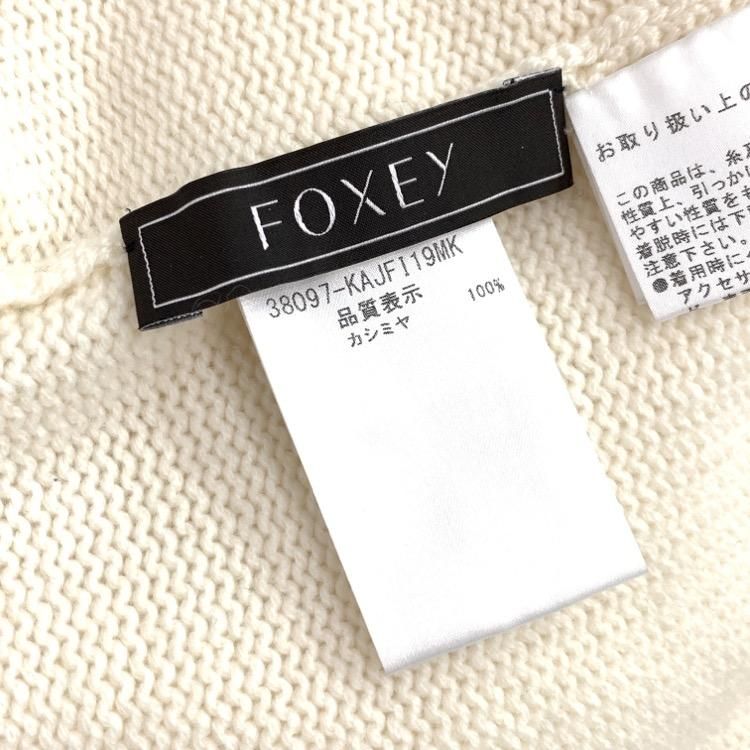 FOXEY
38097-KAJFI19MK
品質表示
カシミヤ 100%
お取り扱い上の
この商品は、糸
性質上、引っか
やすい性質を
着脱時には下
注意下さい。
●着用時に
アクセサ